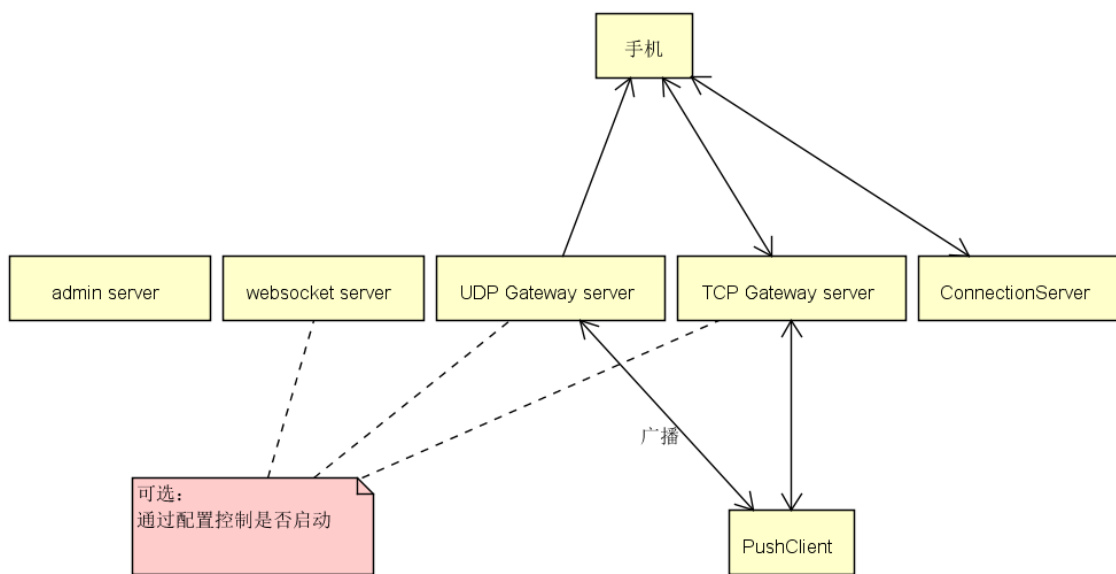 手机
admin server
websocket server
UDP Gateway server
TCP Gateway server
ConnectionServer
广播
可选：
通过配置控制是否启动
PushClient